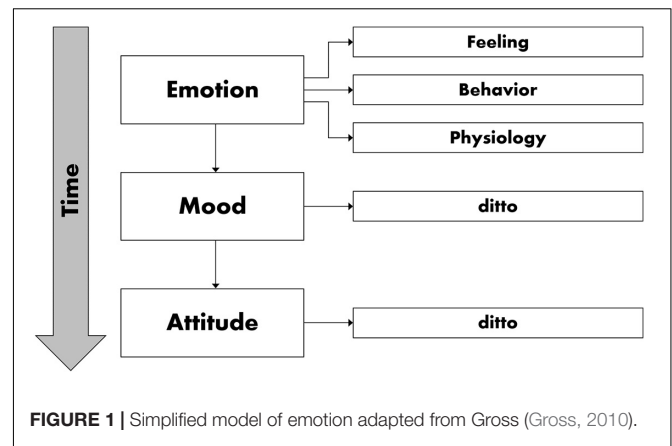 Time
Emotion
Feeling
Behavior
Physiology
Mood
ditto
Attitude
ditto
FIGURE 1 | Simplified model of emotion adapted from Gross (Gross, 2010).